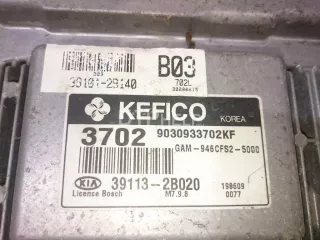 39101-2B140
B03
702L
KEFICO
KOREA
3702 9030933702KF
GAM-946CFS2-5000
KIA 39113-2B020
Licence Bosch M7.9.8
198609
0077